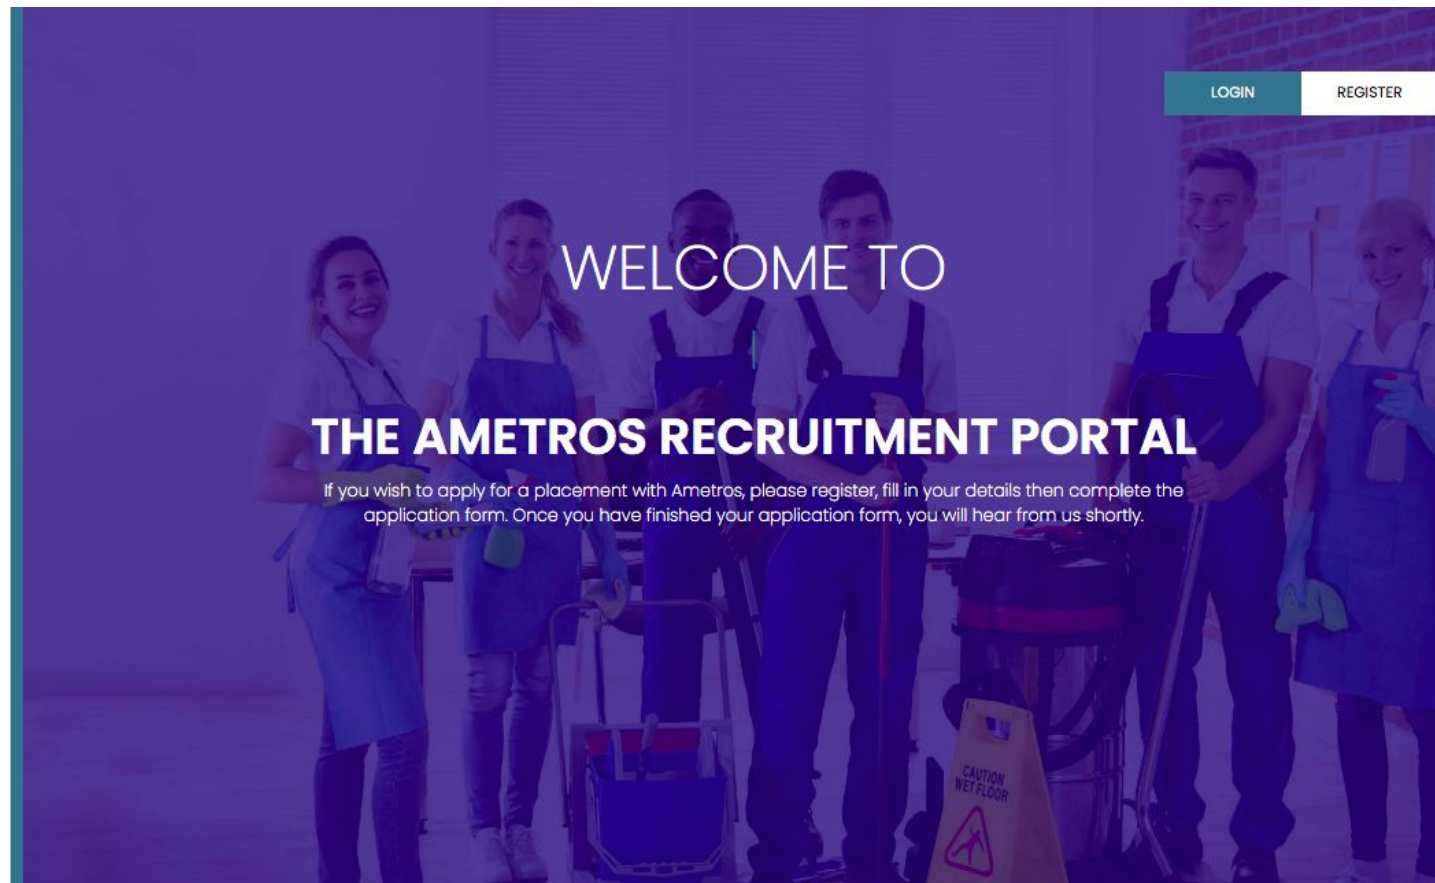 LOGIN REGISTER
WELCOME TO
THE AMETROS RECRUITMENT PORTAL
If you wish to apply for a placement with Ametros, please register, fill in your details then complete the
application form. Once you have finished your application form, you will hear from us shortly.
CAUTION
WET FLOOR